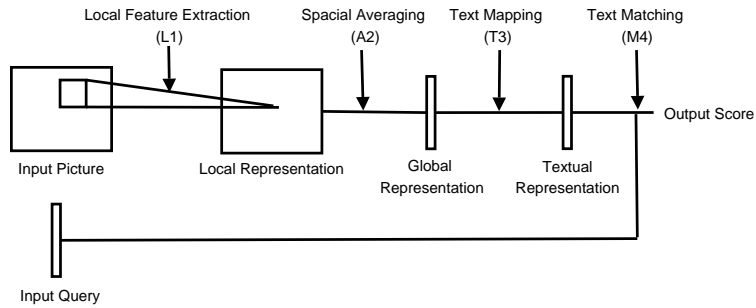 Local Feature Extraction
(L1)
Spacial Averaging
(A2)
Text Mapping
(T3)
Text Matching
(M4)
Output Score
Input Picture
Local Representation
Global
Representation
Textual
Representation
Input Query